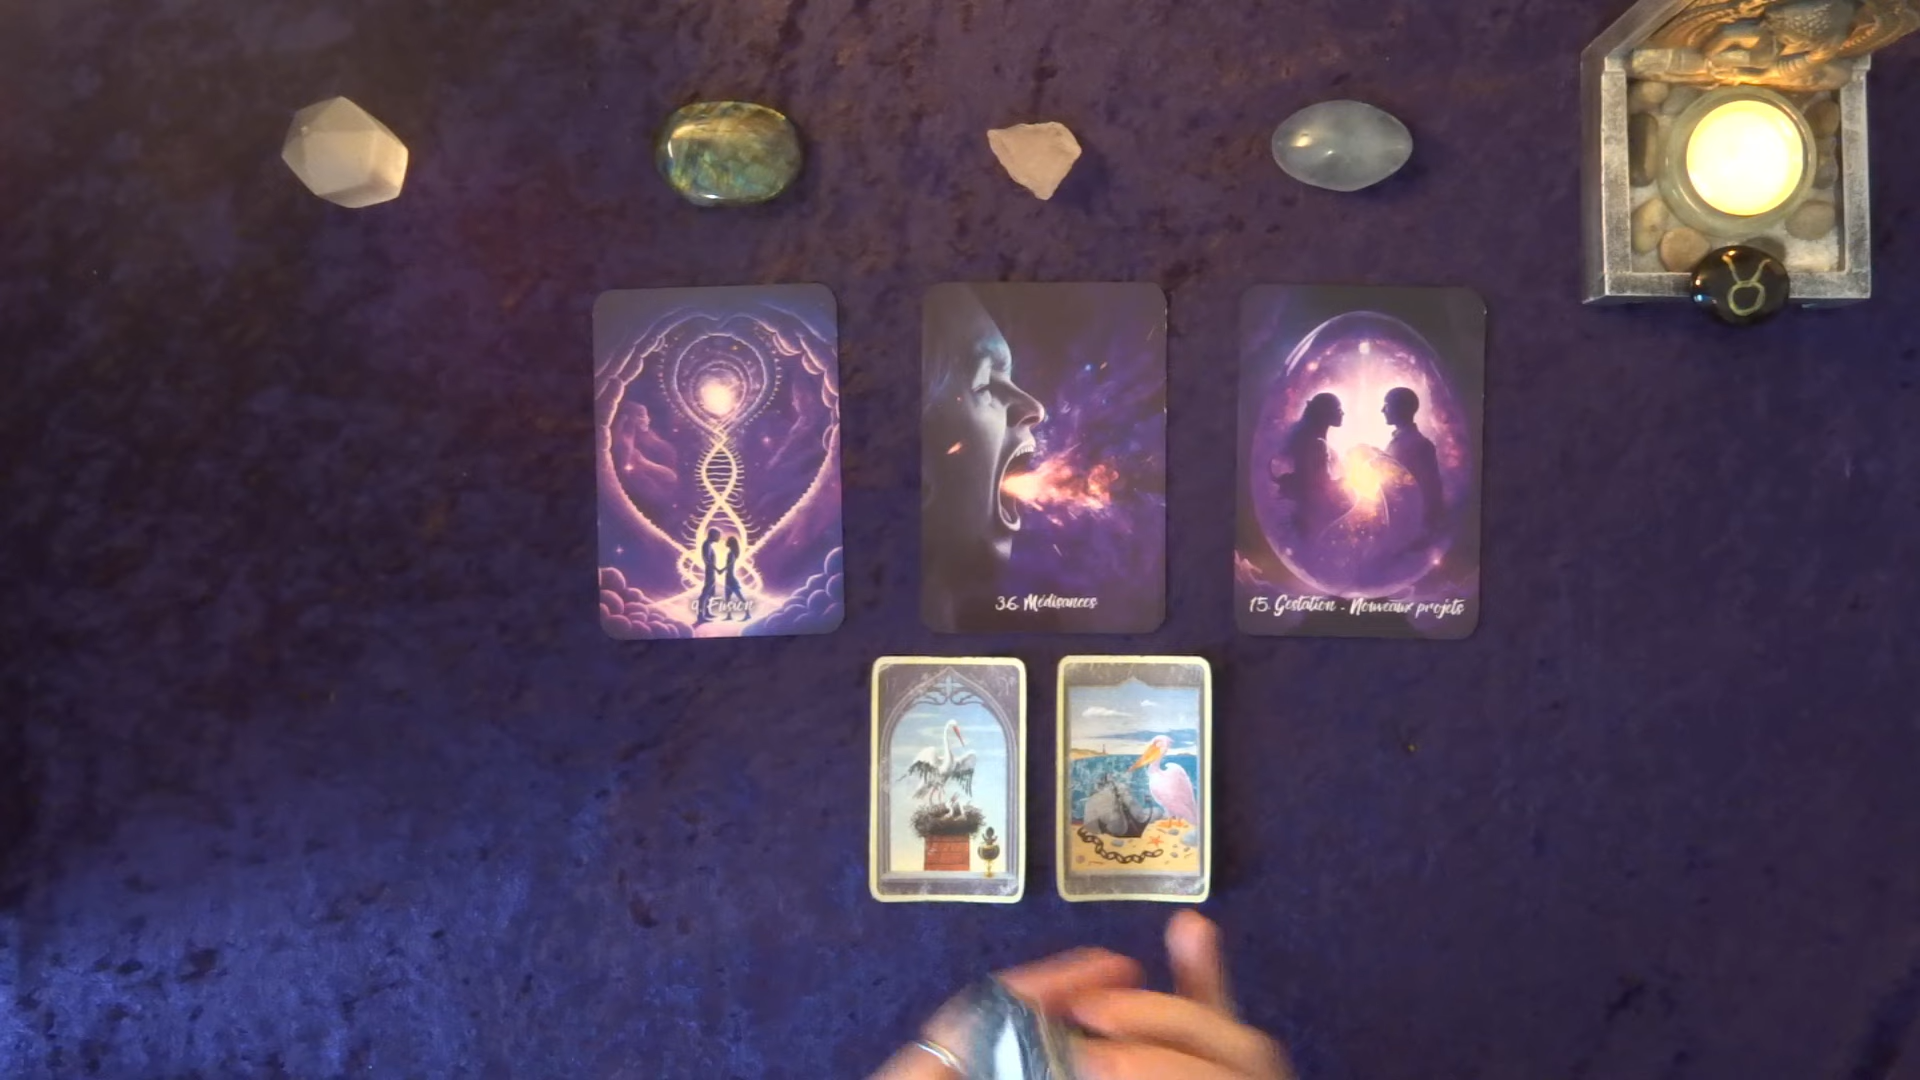 9. Fusion
36. Médisances
15. Gestation - Nouveaux projets